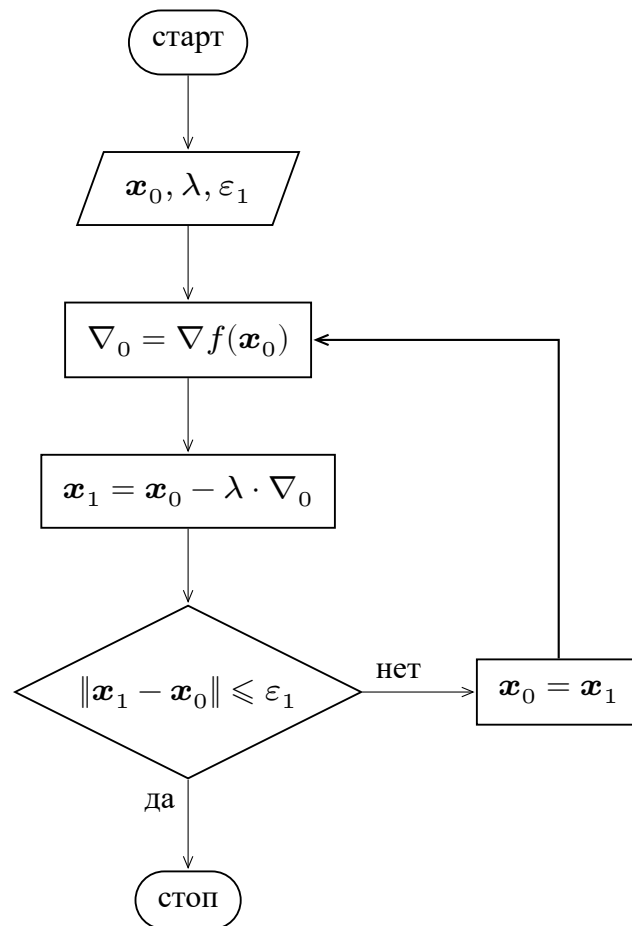 старт
x₀, λ, ε₁
∇₀ = ∇f(x₀)
x₁ = x₀ − λ · ∇₀
‖x₁ − x₀‖ ⩽ ε₁
нет
x₀ = x₁
да
стоп